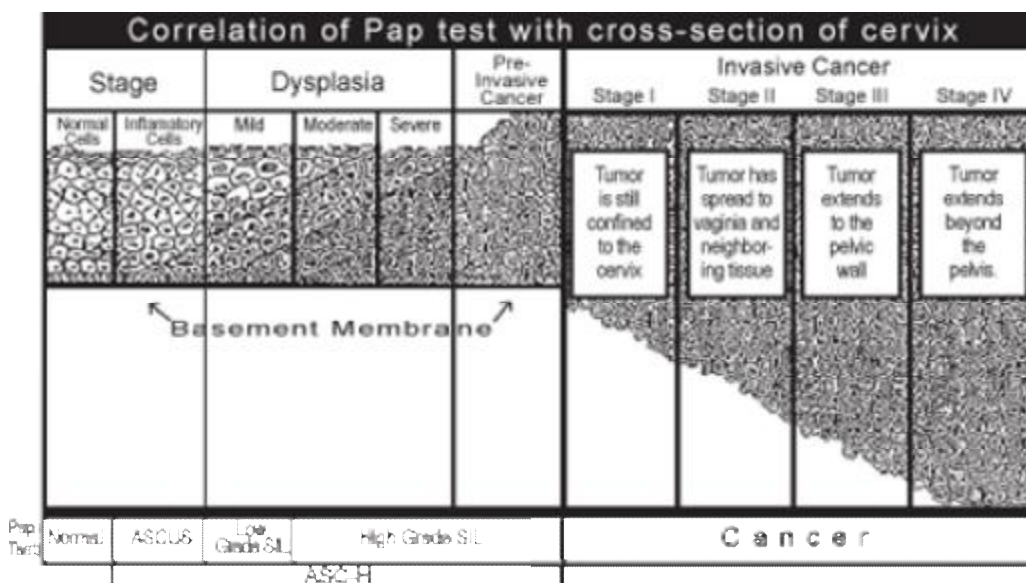 Correlation of Pap test with cross-section of cervix
Stage
Dysplasia
Pre-
Invasive
Cancer
Invasive Cancer
Stage I
Stage II
Stage III
Stage IV
Normal
Cells
Inflamatory
Cells
Mild
Moderate
Severe
Tumor
is still
confined
to the
cervix
Tumor has
spread to
vaginia and
neighbor-
ing tissue
Tumor
extends
to the
pelvic
wall
Tumor
extends
beyond
the
pelvis.
Basement Membrane
Pap
Test
Normal
ASCUS
Low
Grade SIL
High Grade SIL
Cancer
ASC-H